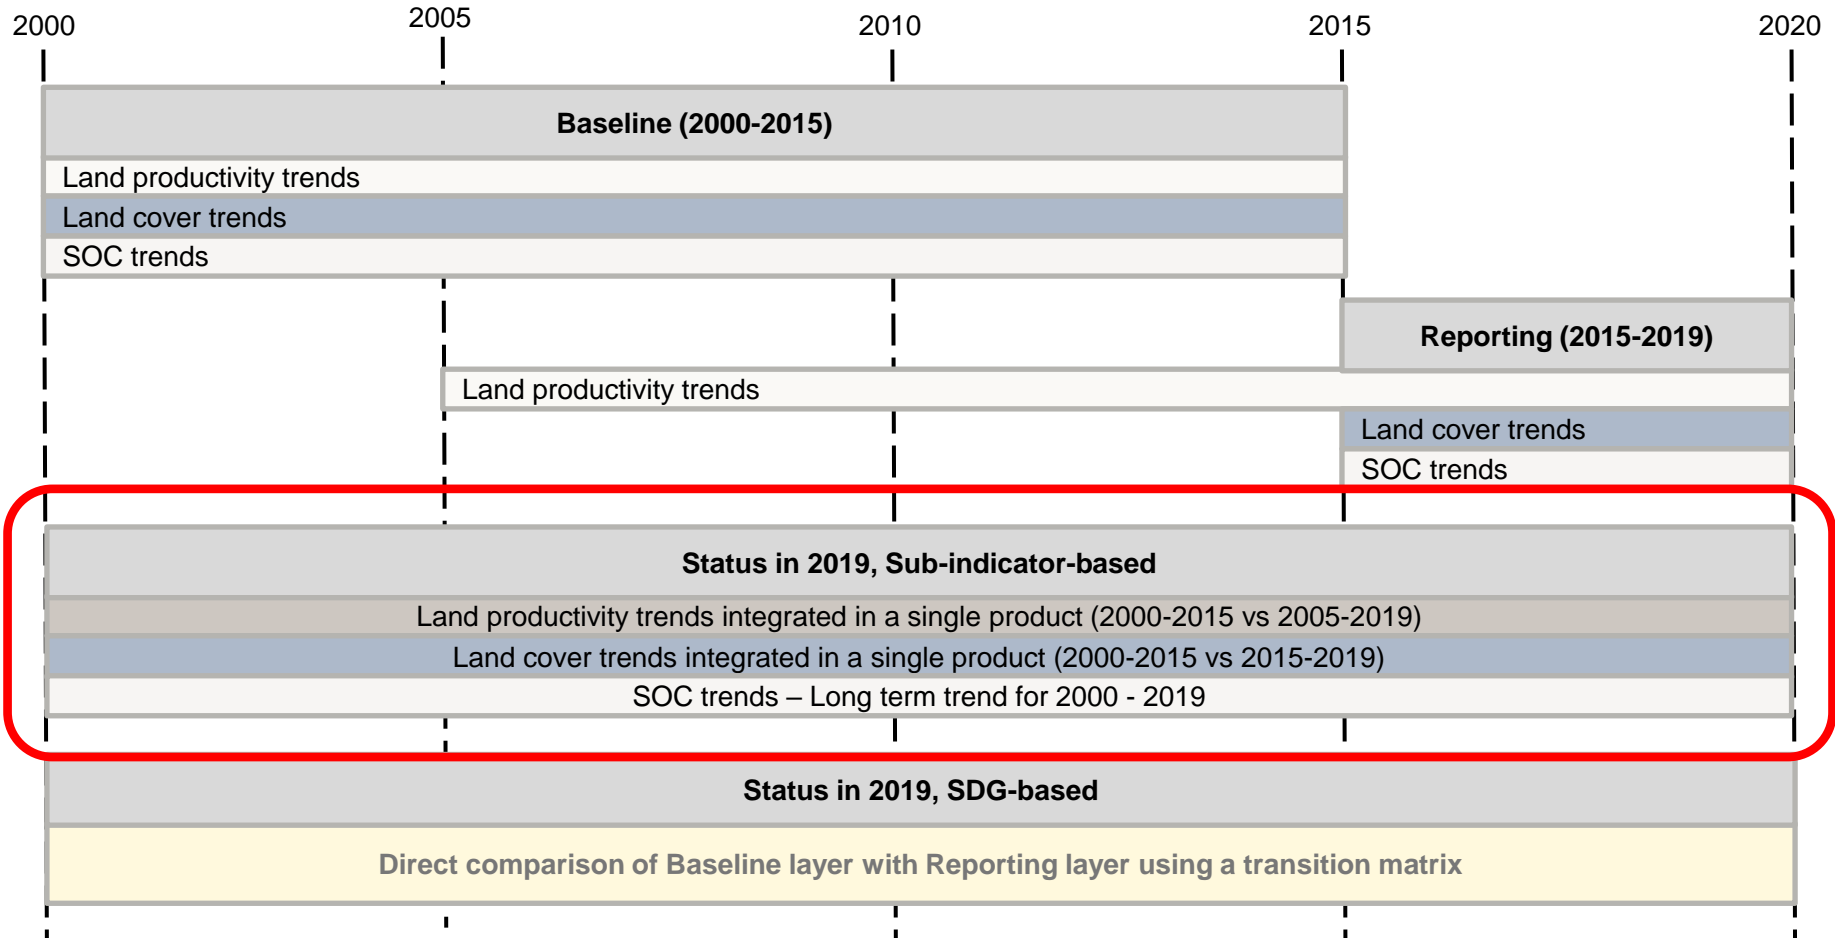 2000
2005
2010
2015
2020
Baseline (2000-2015)
Land productivity trends
Land cover trends
SOC trends
Reporting (2015-2019)
Land productivity trends
Land cover trends
SOC trends
Status in 2019, Sub-indicator-based
Land productivity trends integrated in a single product (2000-2015 vs 2005-2019)
Land cover trends integrated in a single product (2000-2015 vs 2015-2019)
SOC trends – Long term trend for 2000 - 2019
Status in 2019, SDG-based
Direct comparison of Baseline layer with Reporting layer using a transition matrix